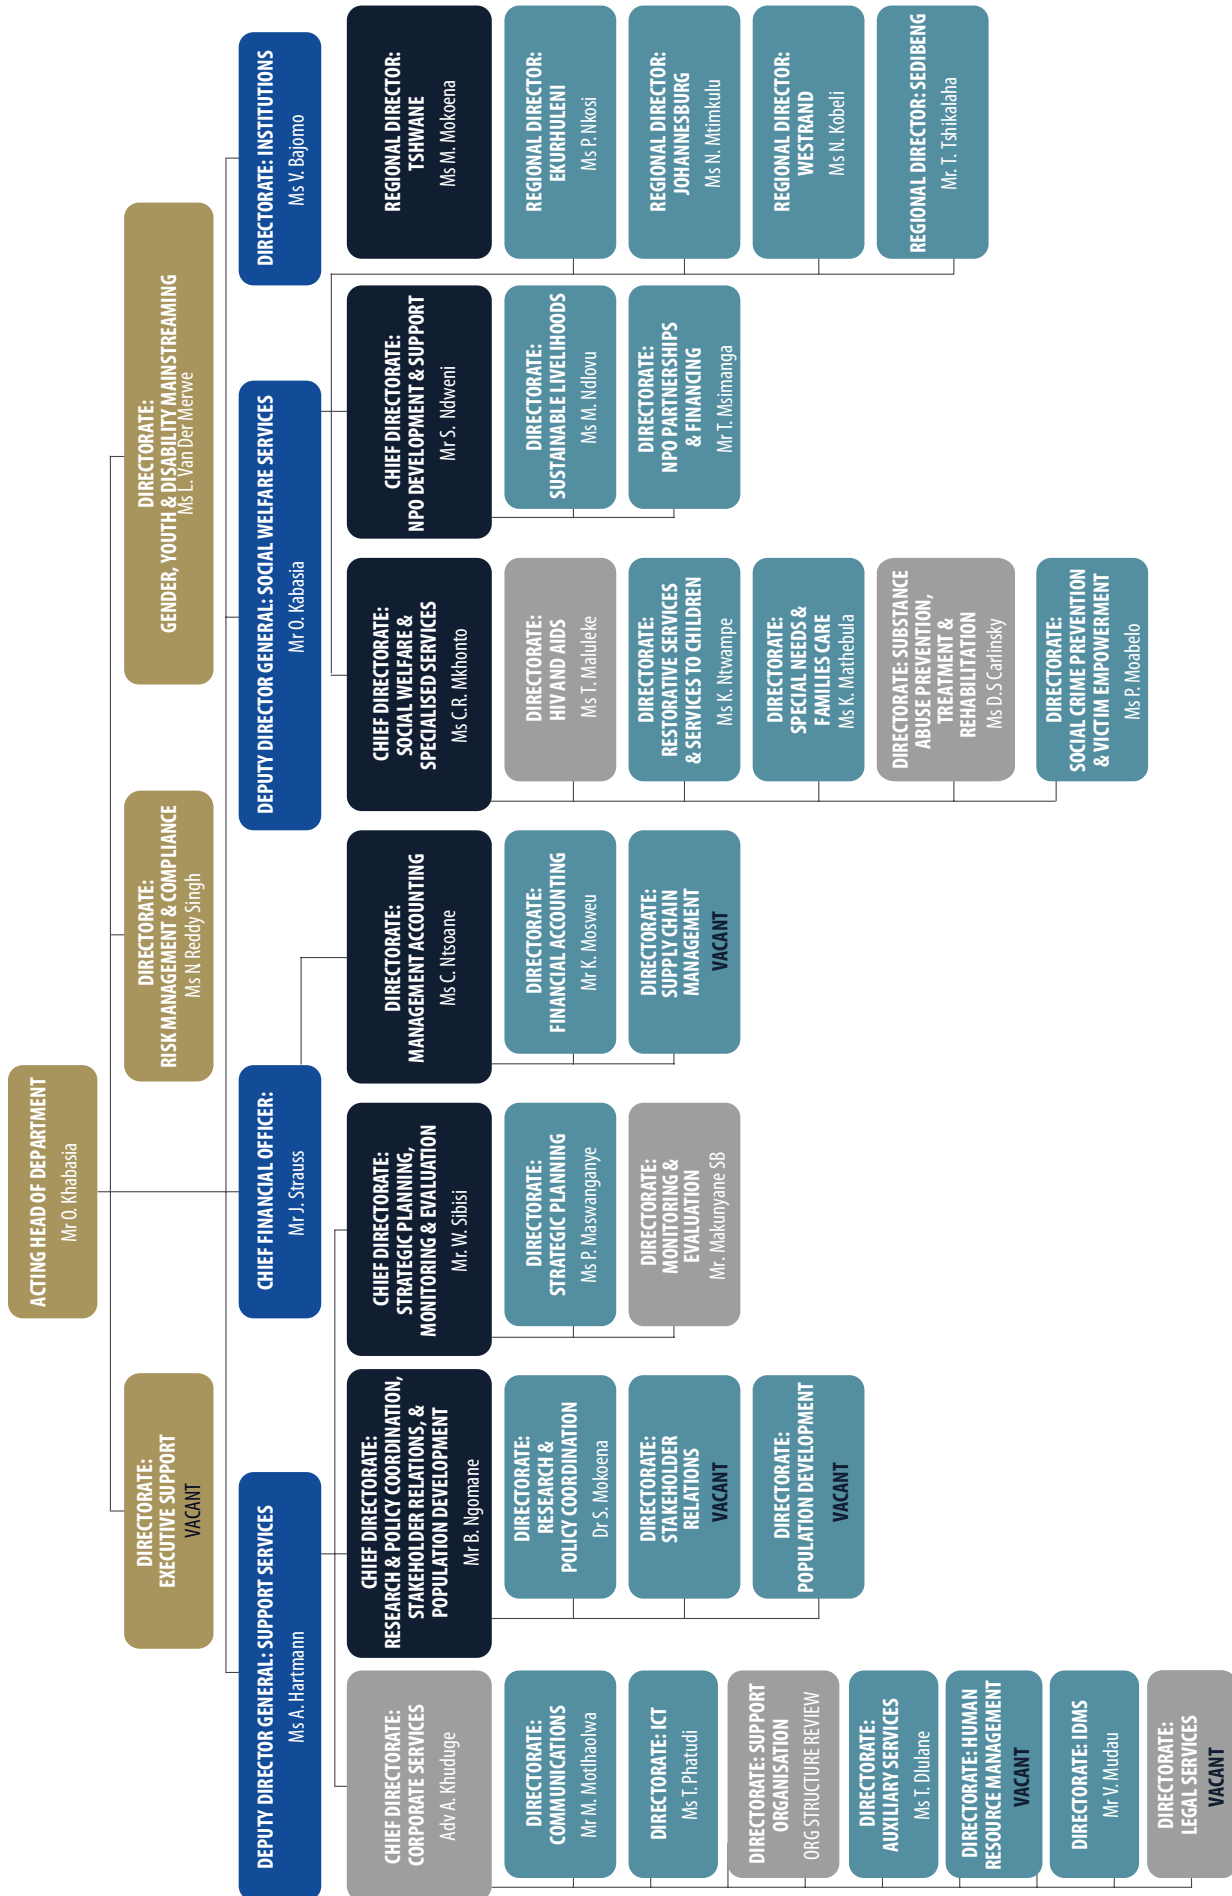 ACTING HEAD OF DEPARTMENT
Mr O. Khabasia
DIRECTORATE:
EXECUTIVE SUPPORT
VACANT
DIRECTORATE:
RISK MANAGEMENT & COMPLIANCE
Ms N. Reddy Singh
DIRECTORATE:
GENDER, YOUTH & DISABILITY MAINSTREAMING
Ms L. Van Der Merwe
DEPUTY DIRECTOR GENERAL: SUPPORT SERVICES
Ms A. Hartmann
CHIEF FINANCIAL OFFICER:
Mr J. Strauss
DEPUTY DIRECTOR GENERAL: SOCIAL WELFARE SERVICES
Mr O. Kabasia
DIRECTORATE: INSTITUTIONS
Ms V. Bajomo
CHIEF DIRECTORATE:
CORPORATE SERVICES
Adv A. Khuduge
DIRECTORATE:
COMMUNICATIONS
Mr M. Motlhaolwa
DIRECTORATE: ICT
Ms T. Phatudi
DIRECTORATE: SUPPORT
ORGANISATION
ORG STRUCTURE REVIEW
DIRECTORATE:
AUXILIARY SERVICES
Ms T. Dlulane
DIRECTORATE: HUMAN
RESOURCE MANAGEMENT
VACANT
DIRECTORATE: IDMS
Mr V. Mudau
DIRECTORATE:
LEGAL SERVICES
VACANT
CHIEF DIRECTORATE:
RESEARCH & POLICY COORDINATION,
STAKEHOLDER RELATIONS, &
POPULATION DEVELOPMENT
Mr B. Ngomane
DIRECTORATE:
RESEARCH &
POLICY COORDINATION
Dr S. Mokoena
DIRECTORATE:
STAKEHOLDER
RELATIONS
VACANT
DIRECTORATE:
POPULATION DEVELOPMENT
VACANT
CHIEF DIRECTORATE:
STRATEGIC PLANNING,
MONITORING & EVALUATION
Mr. W. Sibisi
DIRECTORATE:
STRATEGIC PLANNING
Ms P. Maswanganye
DIRECTORATE:
MONITORING &
EVALUATION
Mr. Makunyane SB
DIRECTORATE:
MANAGEMENT ACCOUNTING
Ms C. Ntsoane
DIRECTORATE:
FINANCIAL ACCOUNTING
Mr K. Mosweu
DIRECTORATE:
SUPPLY CHAIN
MANAGEMENT
VACANT
CHIEF DIRECTORATE:
SOCIAL WELFARE &
SPECIALISED SERVICES
Ms C.R. Mkhonto
DIRECTORATE:
HIV AND AIDS
Ms T. Maluleke
DIRECTORATE:
RESTORATIVE SERVICES
& SERVICES TO CHILDREN
Ms K. Ntwampe
DIRECTORATE:
SPECIAL NEEDS &
FAMILIES CARE
Ms K. Mathebula
DIRECTORATE: SUBSTANCE
ABUSE PREVENTION,
TREATMENT &
REHABILITATION
Ms D.S Carlinsky
DIRECTORATE:
SOCIAL CRIME PREVENTION
& VICTIM EMPOWERMENT
Ms P. Moabelo
CHIEF DIRECTORATE:
NPO DEVELOPMENT & SUPPORT
Mr S. Ndweni
DIRECTORATE:
SUSTAINABLE LIVELIHOODS
Ms M. Ndlovu
DIRECTORATE:
NPO PARTNERSHIPS
& FINANCING
Mr T. Msimanga
REGIONAL DIRECTOR:
TSHWANE
Ms M. Mokoena
REGIONAL DIRECTOR:
EKURHULENI
Ms P. Nkosi
REGIONAL DIRECTOR:
JOHANNESBURG
Ms N. Mtimkulu
REGIONAL DIRECTOR:
WESTRAND
Ms N. Kobeli
REGIONAL DIRECTOR: SEDIBENG
Mr. T. Tshikalaha